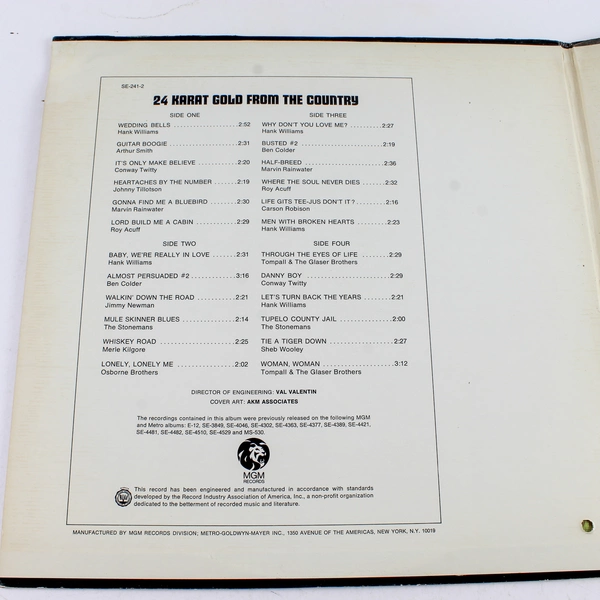 SE-241-2
24 KARAT GOLD FROM THE COUNTRY
SIDE ONE
WEDDING BELLS ................2:52
Hank Williams
GUITAR BOOGIE ................2:31
Arthur Smith
IT'S ONLY MAKE BELIEVE ..........2:20
Conway Twitty
HEARTACHES BY THE NUMBER .......2:19
Johnny Tillotson
GONNA FIND ME A BLUEBIRD ........2:30
Marvin Rainwater
LORD BUILD ME A CABIN ..........2:29
Roy Acuff
SIDE TWO
BABY, WE'RE REALLY IN LOVE .......2:31
Hank Williams
ALMOST PERSUADED #2 ...........3:16
Ben Colder
WALKIN' DOWN THE ROAD ..........2:21
Jimmy Newman
MULE SKINNER BLUES .............2:14
The Stonemans
WHISKEY ROAD .................2:25
Merle Kilgore
LONELY, LONELY ME ..............2:02
Osborne Brothers
SIDE THREE
WHY DON'T YOU LOVE ME? .........2:27
Hank Williams
BUSTED #2 ....................2:19
Ben Colder
HALF-BREED ...................2:36
Marvin Rainwater
WHERE THE SOUL NEVER DIES .......2:32
Roy Acuff
LIFE GITS TEE-JUS DON'T IT? ........2:16
Carson Robison
MEN WITH BROKEN HEARTS ........2:23
Hank Williams
SIDE FOUR
THROUGH THE EYES OF LIFE ........2:29
Tompall & The Glaser Brothers
DANNY BOY ....................2:29
Conway Twitty
LET'S TURN BACK THE YEARS ........2:21
Hank Williams
TUPELO COUNTY JAIL .............2:00
The Stonemans
TIE A TIGER DOWN ...............2:27
Sheb Wooley
WOMAN, WOMAN ................3:12
Tompall & The Glaser Brothers
DIRECTOR OF ENGINEERING: VAL VALENTIN
COVER ART: AKM ASSOCIATES
The recordings contained in this album were previously released on the following MGM
and Metro albums: E-12, SE-3849, SE-4046, SE-4302, SE-4363, SE-4377, SE-4389, SE-4421,
SE-4481, SE-4482, SE-4510, SE-4529 and MS-530.
MGM
RECORDS
This record has been engineered and manufactured in accordance with standards
developed by the Record Industry Association of America, Inc., a non-profit organization
dedicated to the betterment of recorded music and literature.
MANUFACTURED BY MGM RECORDS DIVISION; METRO-GOLDWYN-MAYER INC., 1350 AVENUE OF THE AMERICAS, NEW YORK, N.Y. 10019